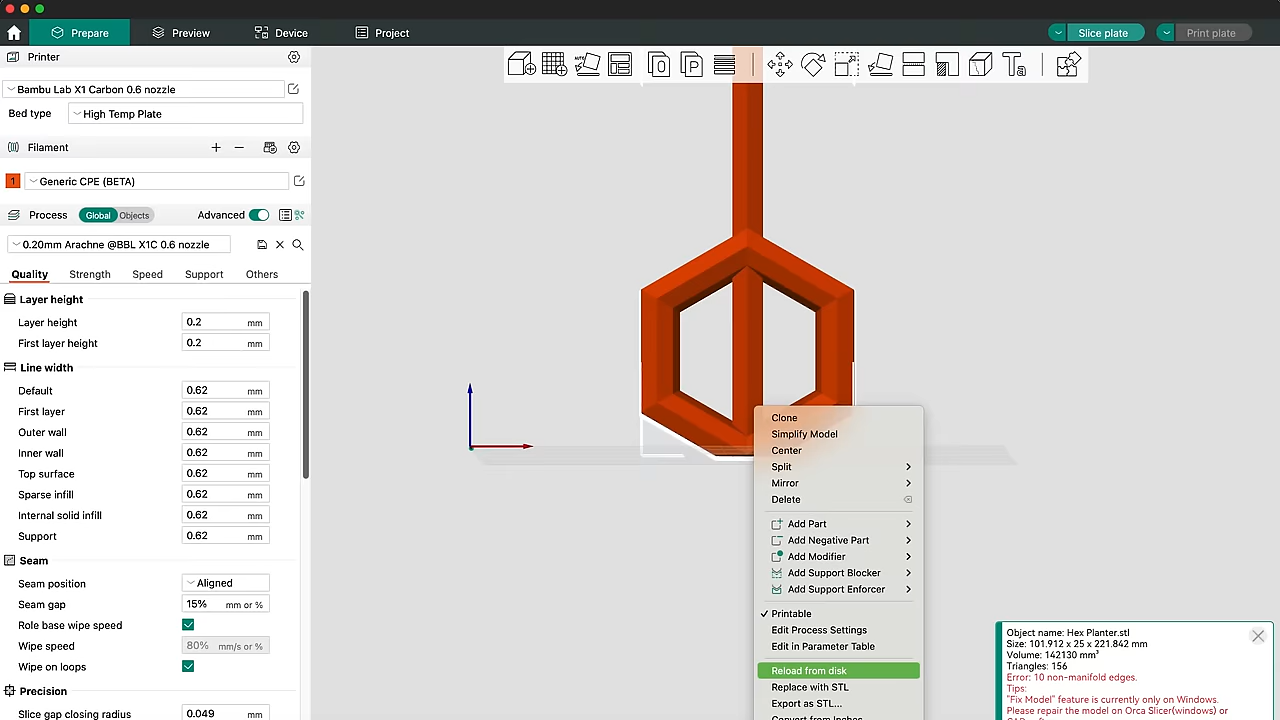 Prepare
Preview
Device
Project
Slice plate
Print plate
Printer
Bambu Lab X1 Carbon 0.6 nozzle
Bed type
High Temp Plate
Filament
1
Generic CPE (BETA)
Process
Global
Objects
Advanced
0.20mm Arachne @BBL X1C 0.6 nozzle
Quality
Strength
Speed
Support
Others
Layer height
Layer height 0.2 mm
First layer height 0.2 mm
Line width
Default 0.62 mm
First layer 0.62 mm
Outer wall 0.62 mm
Inner wall 0.62 mm
Top surface 0.62 mm
Sparse infill 0.62 mm
Internal solid infill 0.62 mm
Support 0.62 mm
Seam
Seam position Aligned
Seam gap 15% mm or %
Role base wipe speed
Wipe speed 80% mm/s or %
Wipe on loops
Precision
Slice gap closing radius 0.049 mm
Clone
Simplify Model
Center
Split
Mirror
Delete
Add Part
Add Negative Part
Add Modifier
Add Support Blocker
Add Support Enforcer
Printable
Edit Process Settings
Edit in Parameter Table
Reload from disk
Replace with STL
Export as STL...
Convert from Inches
Object name: Hex Planter.stl
Size: 101.912 x 25 x 221.842 mm
Volume: 142130 mm³
Triangles: 156
Error: 10 non-manifold edges.
Tips:
"Fix Model" feature is currently only on Windows.
Please repair the model on Orca Slicer(windows) or